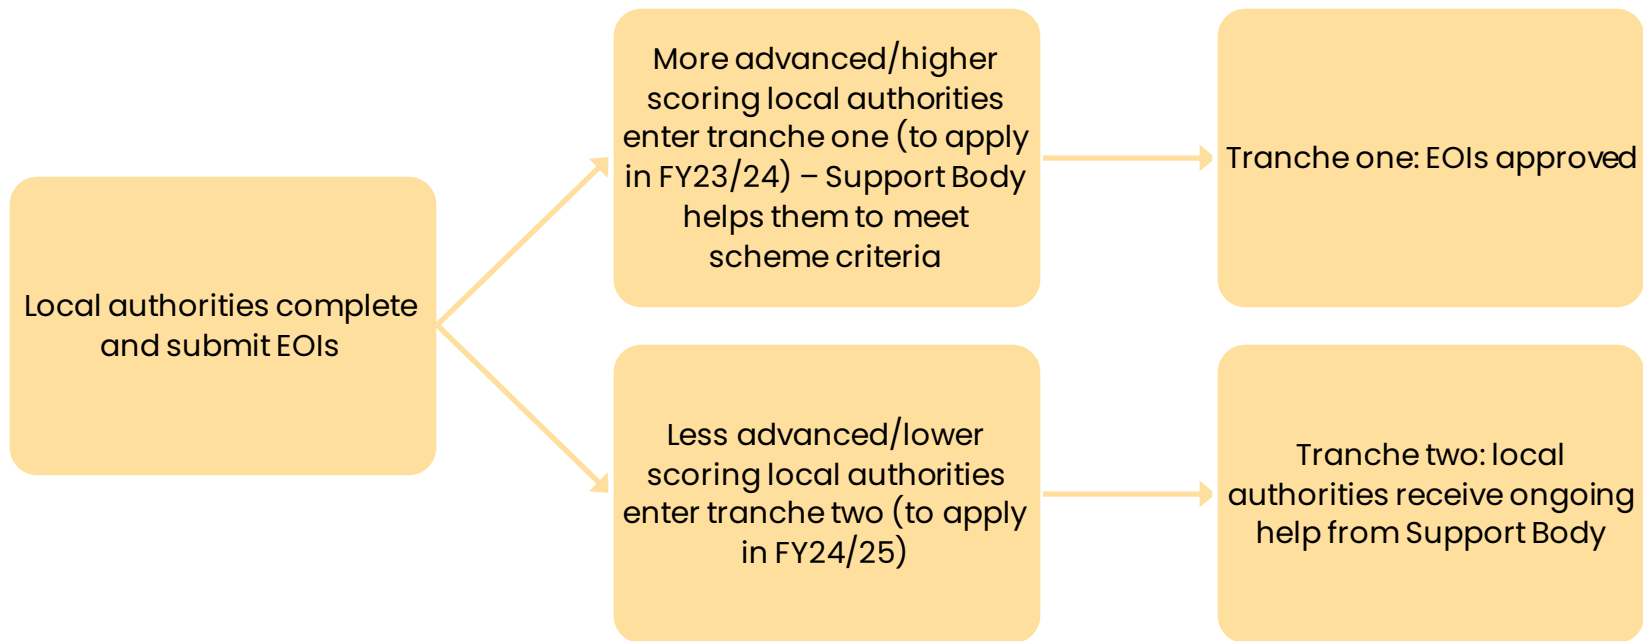 Local authorities complete
and submit EOIs
More advanced/higher
scoring local authorities
enter tranche one (to apply
in FY23/24) – Support Body
helps them to meet
scheme criteria
Tranche one: EOIs approved
Less advanced/lower
scoring local authorities
enter tranche two (to apply
in FY24/25)
Tranche two: local
authorities receive ongoing
help from Support Body